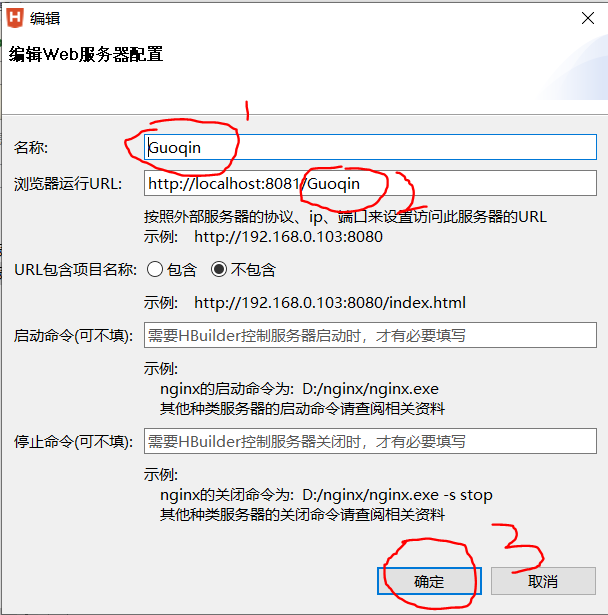 编辑
编辑Web服务器配置
1
名称: Guoqin
浏览器运行URL: http://localhost:8081/Guoqin
2
按照外部服务器的协议、ip、端口来设置访问此服务器的URL
示例: http://192.168.0.103:8080
URL包含项目名称: 包含 不包含
示例: http://192.168.0.103:8080/index.html
启动命令(可不填): 需要HBuilder控制服务器启动时，才有必要填写
示例:
nginx的启动命令为: D:/nginx/nginx.exe
其他种类服务器的启动命令请查阅相关资料
停止命令(可不填): 需要HBuilder控制服务器关闭时，才有必要填写
示例:
nginx的关闭命令为: D:/nginx/nginx.exe -s stop
其他种类服务器的关闭命令请查阅相关资料
3
确定 取消